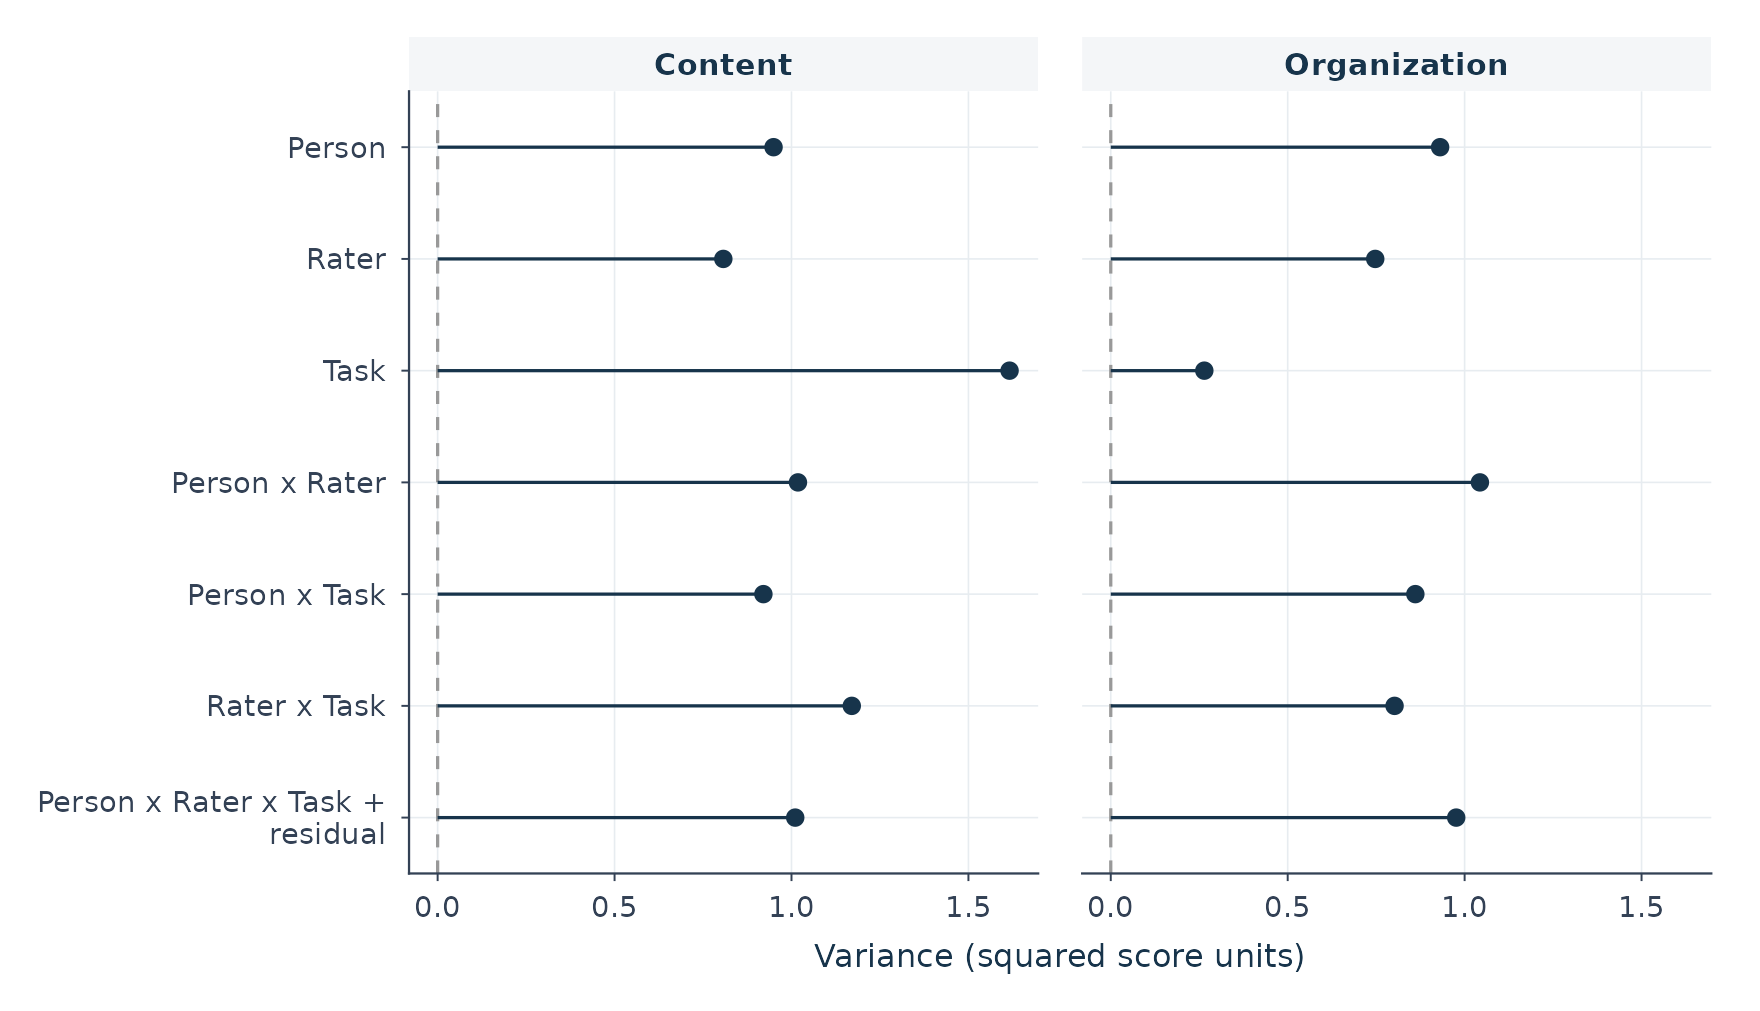 Content
Organization
Person
Rater
Task
Person x Rater
Person x Task
Rater x Task
Person x Rater x Task +
residual
0.0 0.5 1.0 1.5
0.0 0.5 1.0 1.5
Variance (squared score units)